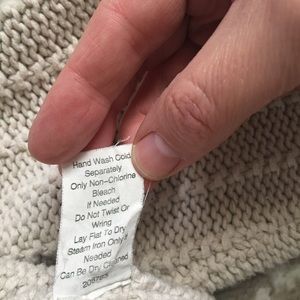 Hand Wash Cold
Separately
Only Non-Chlorine
Bleach
If Needed
Do Not Twist Or
Wring
Lay Flat To Dry
Steam Iron Only
Needed
Can Be Dry Cleaned